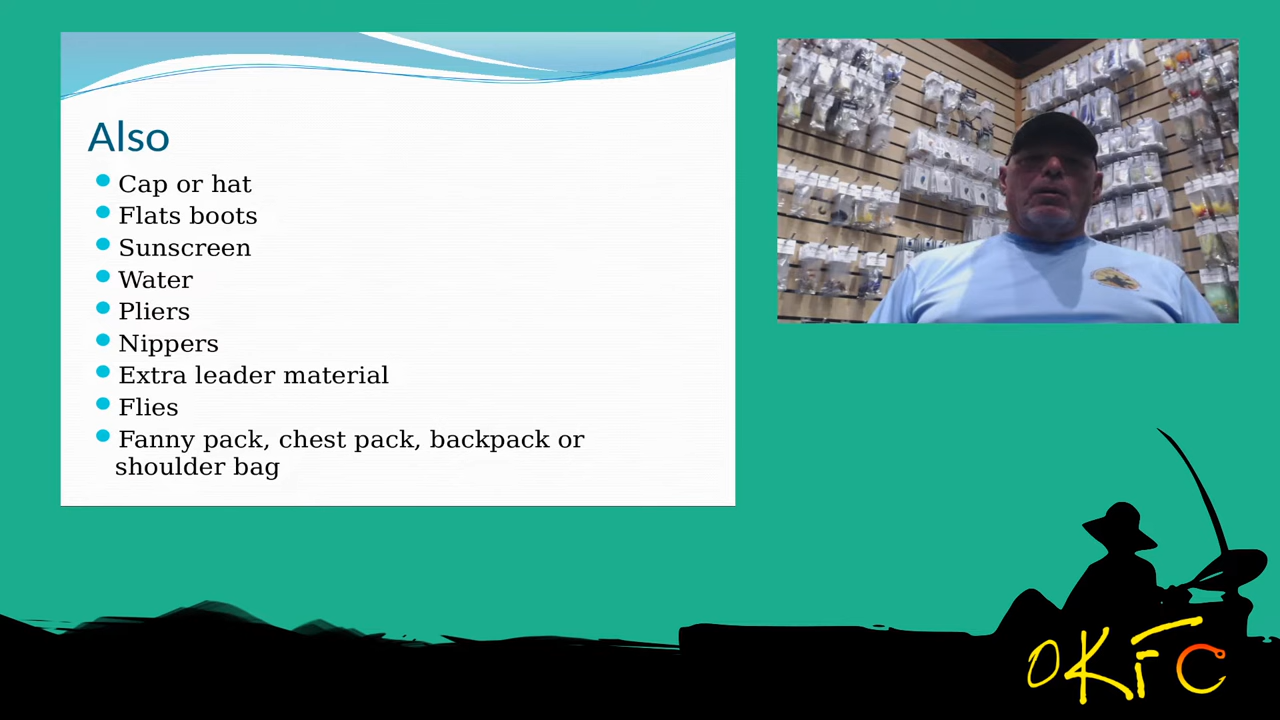 Also
Cap or hat
Flats boots
Sunscreen
Water
Pliers
Nippers
Extra leader material
Flies
Fanny pack, chest pack, backpack or
shoulder bag
OKFC